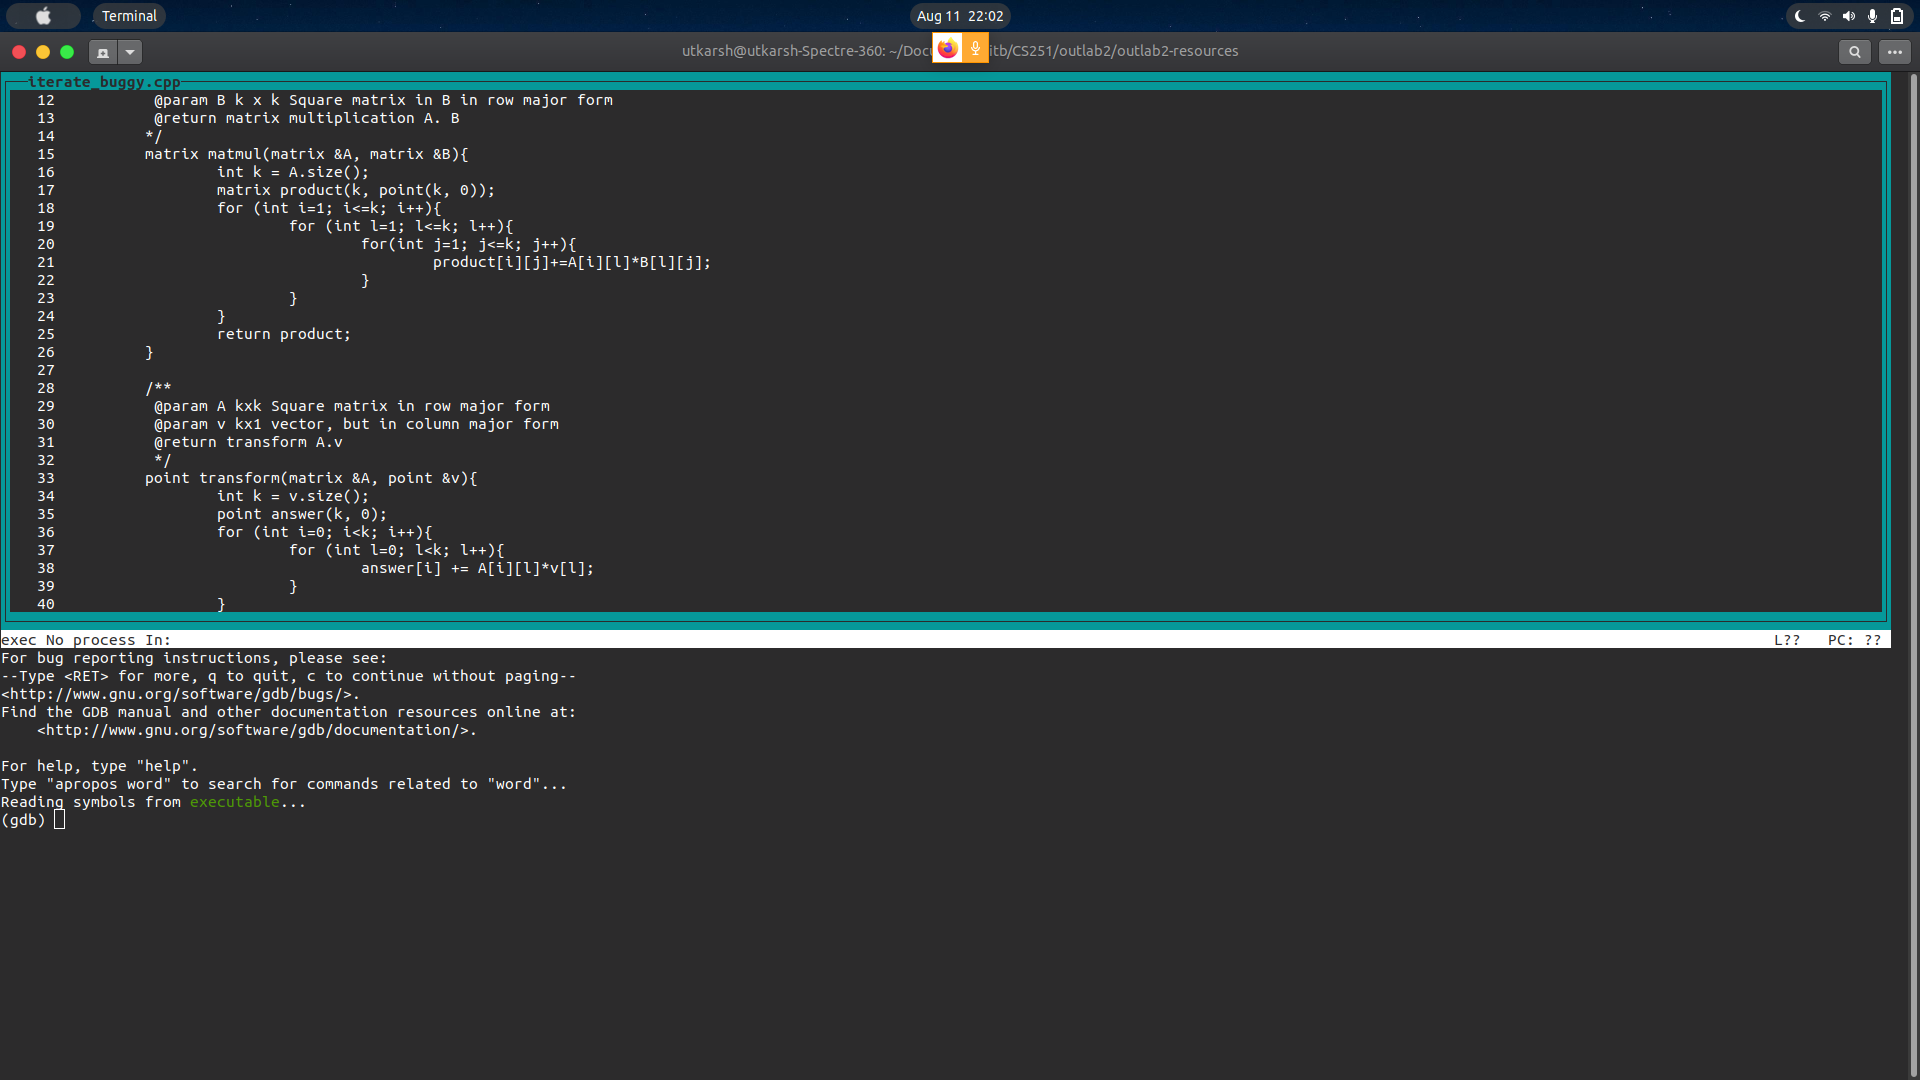 Terminal
Aug 11 22:02
utkarsh@utkarsh-Spectre-360: ~/Docu itb/CS251/outlab2/outlab2-resources
iterate_buggy.cpp
12 @param B k x k Square matrix in B in row major form
13 @return matrix multiplication A. B
14 */
15 matrix matmul(matrix &A, matrix &B){
16 int k = A.size();
17 matrix product(k, point(k, 0));
18 for (int i=1; i<=k; i++){
19 for (int l=1; l<=k; l++){
20 for(int j=1; j<=k; j++){
21 product[i][j]+=A[i][l]*B[l][j];
22 }
23 }
24 }
25 return product;
26 }
27
28 /**
29 @param A kxk Square matrix in row major form
30 @param v kx1 vector, but in column major form
31 @return transform A.v
32 */
33 point transform(matrix &A, point &v){
34 int k = v.size();
35 point answer(k, 0);
36 for (int i=0; i<k; i++){
37 for (int l=0; l<k; l++){
38 answer[i] += A[i][l]*v[l];
39 }
40 }
exec No process In: L?? PC: ??
For bug reporting instructions, please see:
--Type <RET> for more, q to quit, c to continue without paging--
<http://www.gnu.org/software/gdb/bugs/>.
Find the GDB manual and other documentation resources online at:
<http://www.gnu.org/software/gdb/documentation/>.
For help, type "help".
Type "apropos word" to search for commands related to "word"...
Reading symbols from executable...
(gdb)